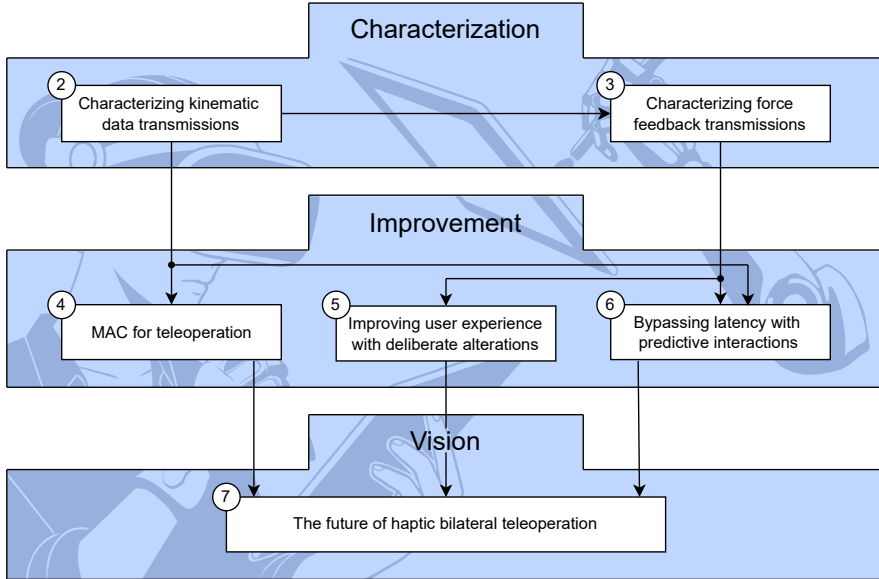 Characterization
2
Characterizing kinematic
data transmissions
3
Characterizing force
feedback transmissions
Improvement
4
MAC for teleoperation
5
Improving user experience
with deliberate alterations
6
Bypassing latency with
predictive interactions
Vision
7
The future of haptic bilateral teleoperation